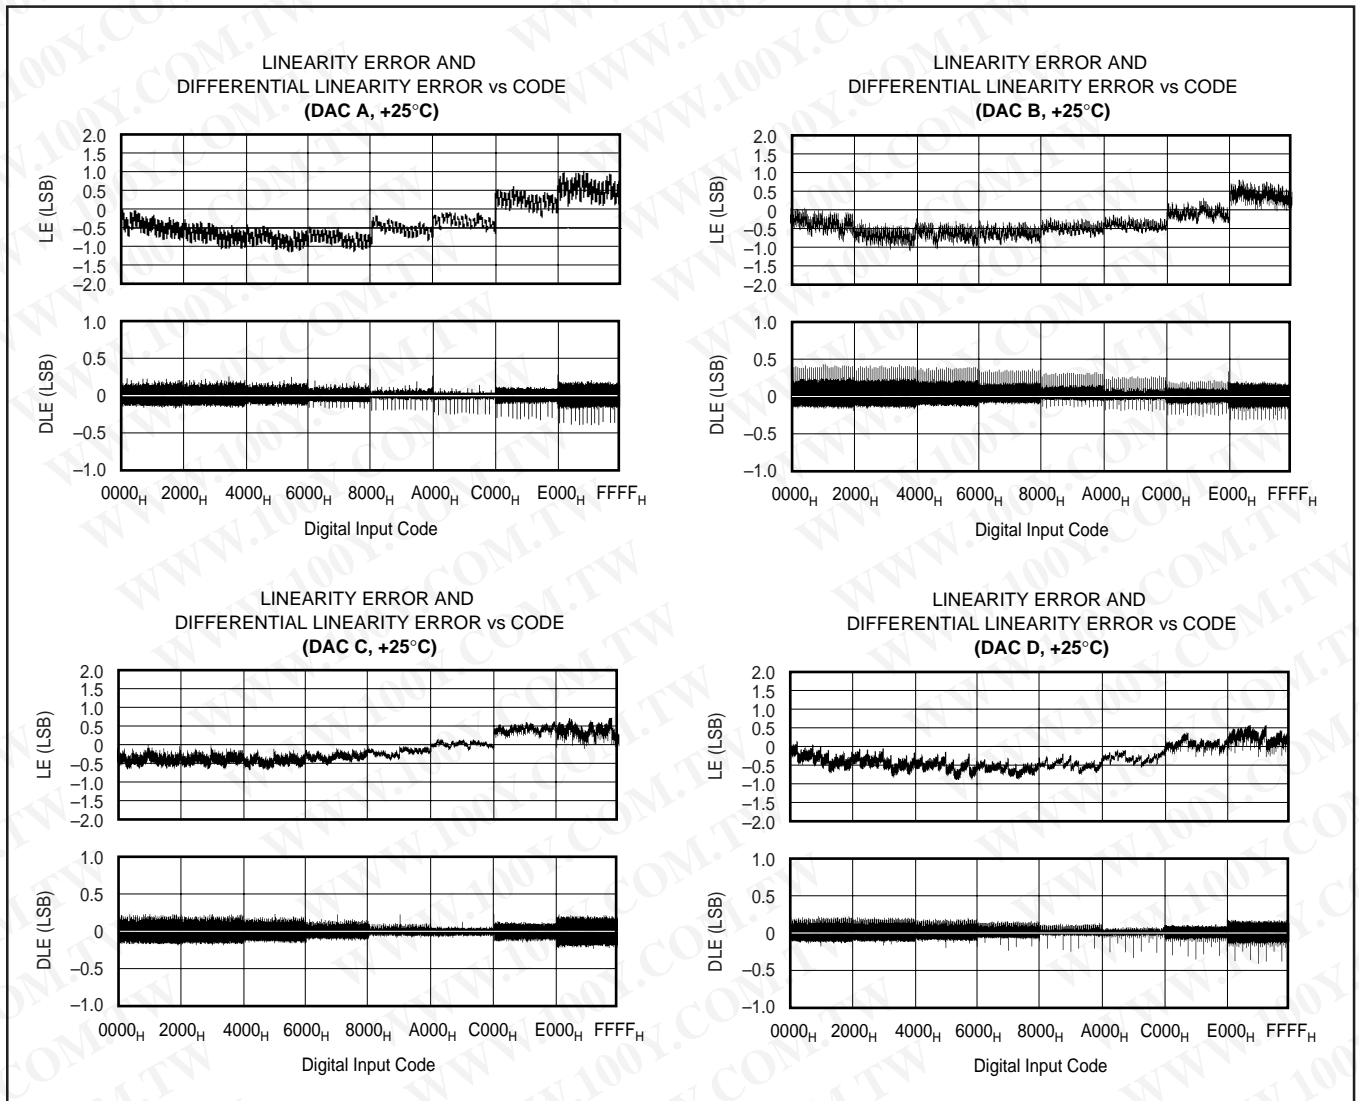 LINEARITY ERROR AND
DIFFERENTIAL LINEARITY ERROR vs CODE
(DAC A, +25°C)
LE (LSB)
2.0
1.5
1.0
0.5
0
–0.5
–1.0
–1.5
–2.0
DLE (LSB)
1.0
0.5
0
–0.5
–1.0
0000H 2000H 4000H 6000H 8000H A000H C000H E000H FFFFH
Digital Input Code
LINEARITY ERROR AND
DIFFERENTIAL LINEARITY ERROR vs CODE
(DAC B, +25°C)
LE (LSB)
2.0
1.5
1.0
0.5
0
–0.5
–1.0
–1.5
–2.0
DLE (LSB)
1.0
0.5
0
–0.5
–1.0
0000H 2000H 4000H 6000H 8000H A000H C000H E000H FFFFH
Digital Input Code
LINEARITY ERROR AND
DIFFERENTIAL LINEARITY ERROR vs CODE
(DAC C, +25°C)
LE (LSB)
2.0
1.5
1.0
0.5
0
–0.5
–1.0
–1.5
–2.0
DLE (LSB)
1.0
0.5
0
–0.5
–1.0
0000H 2000H 4000H 6000H 8000H A000H C000H E000H FFFFH
Digital Input Code
LINEARITY ERROR AND
DIFFERENTIAL LINEARITY ERROR vs CODE
(DAC D, +25°C)
LE (LSB)
2.0
1.5
1.0
0.5
0
–0.5
–1.0
–1.5
–2.0
DLE (LSB)
1.0
0.5
0
–0.5
–1.0
0000H 2000H 4000H 6000H 8000H A000H C000H E000H FFFFH
Digital Input Code
WWW.100Y.COM.TW